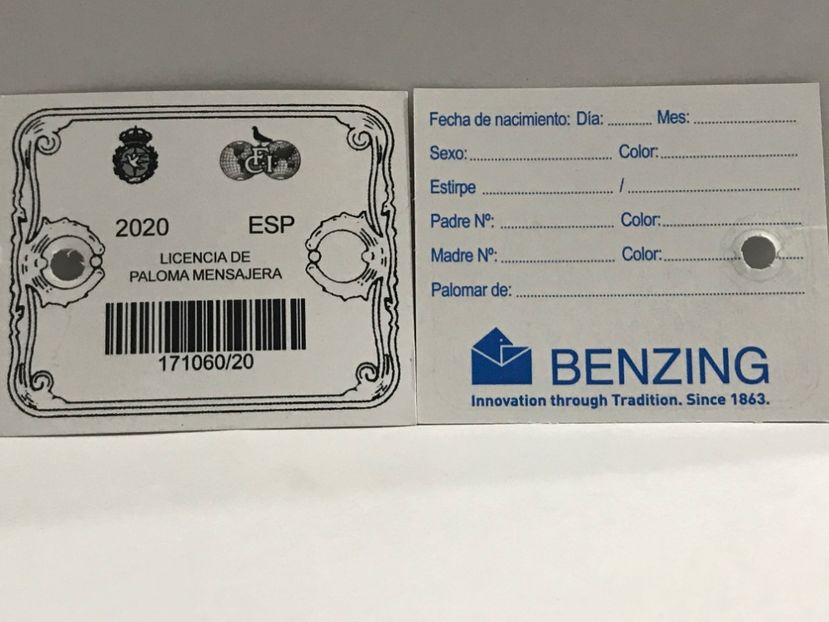 FCI
2020 ESP
LICENCIA DE
PALOMA MENSAJERA
171060/20
Fecha de nacimiento: Día: .......... Mes: ..........................
Sexo:................................... Color:..................................
Estirpe ................................ /..........................................
Padre Nº: ............................ Color:..................................
Madre Nº: ............................ Color:..................................
Palomar de: .......................................................................
BENZING
Innovation through Tradition. Since 1863.